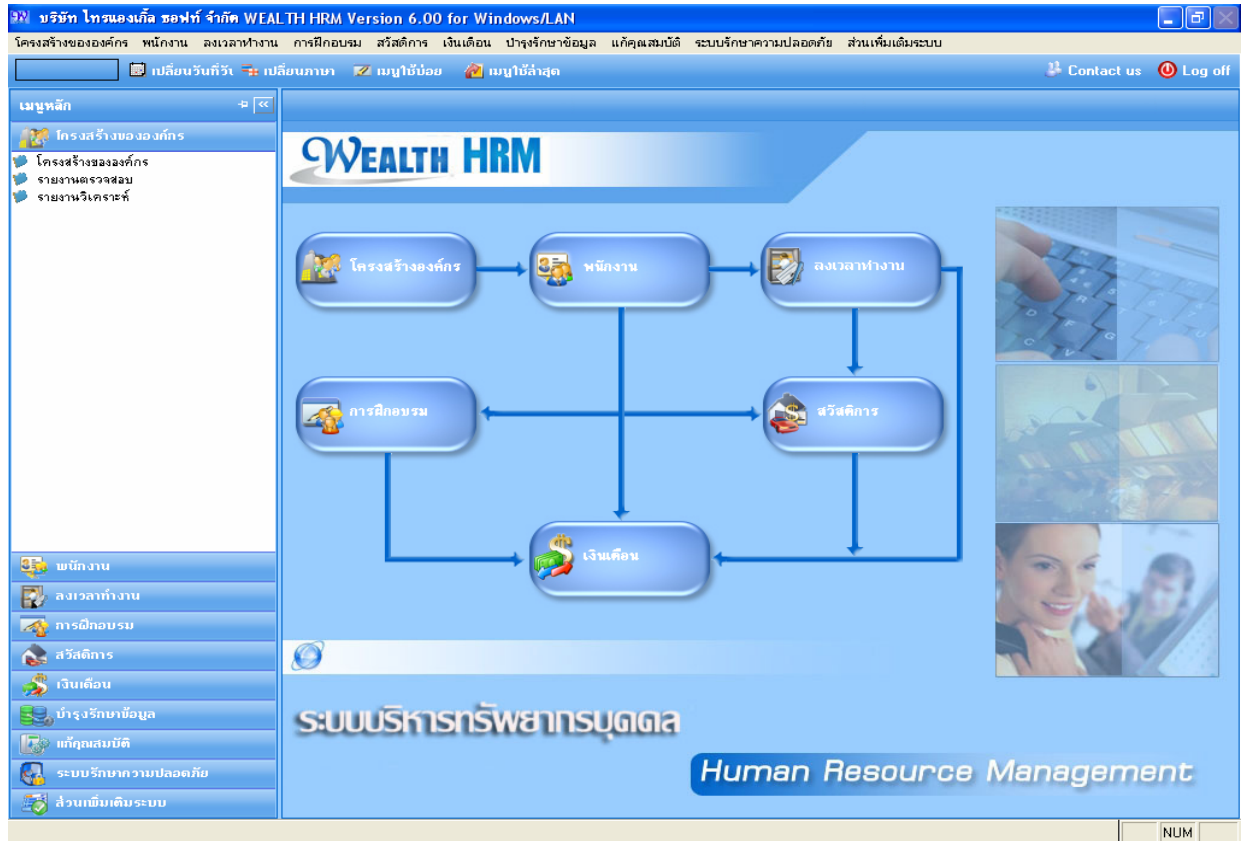 บริษัท ไทรแองเกิ้ล ซอฟท์ จำกัด WEALTH HRM Version 6.00 for Windows/LAN
โครงสร้างขององค์กร พนักงาน ลงเวลาทำงาน การฝึกอบรม สวัสดิการ เงินเดือน บำรุงรักษาข้อมูล แก้คุณสมบัติ ระบบรักษาความปลอดภัย ส่วนเพิ่มเติมระบบ
เปลี่ยนวันที่วั เปลี่ยนภาษา เมนูใช้บ่อย เมนูใช้ล่าสุด Contact us Log off
เมนูหลัก
โครงสร้างขององค์กร
โครงสร้างขององค์กร
รายงานตรวจสอบ
รายงานวิเคราะห์
พนักงาน
ลงเวลาทำงาน
การฝึกอบรม
สวัสดิการ
เงินเดือน
บำรุงรักษาข้อมูล
แก้คุณสมบัติ
ระบบรักษาความปลอดภัย
ส่วนเพิ่มเติมระบบ
WEALTH HRM
โครงสร้างองค์กร
พนักงาน
ลงเวลาทำงาน
การฝึกอบรม
สวัสดิการ
เงินเดือน
ระบบบริหารทรัพยากรบุคคล
Human Resource Management
NUM